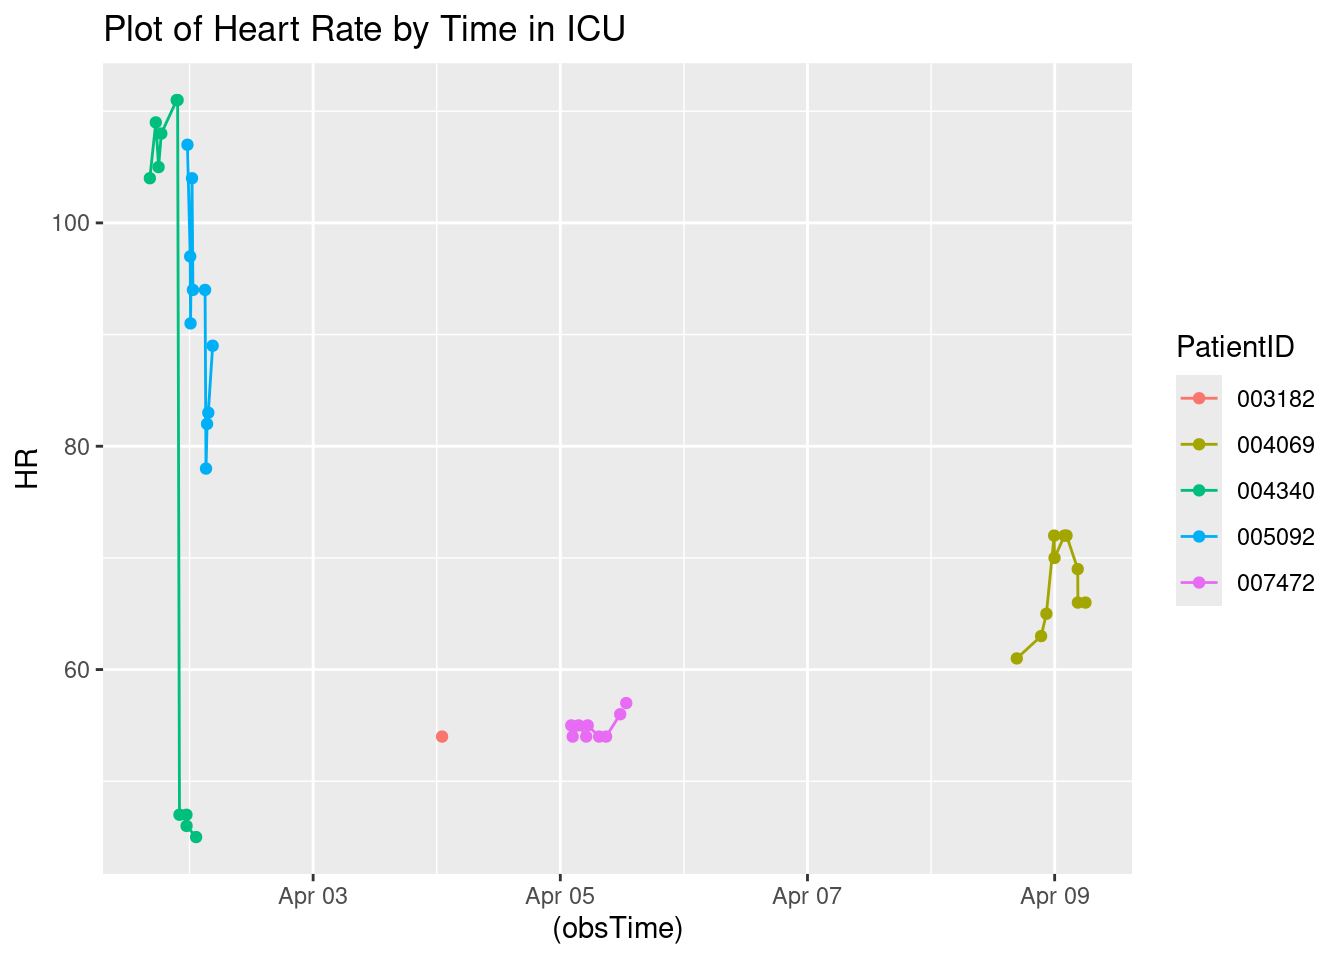 Plot of Heart Rate by Time in ICU
HR
100
80
60
Apr 03
Apr 05
Apr 07
Apr 09
(obsTime)
PatientID
003182
004069
004340
005092
007472